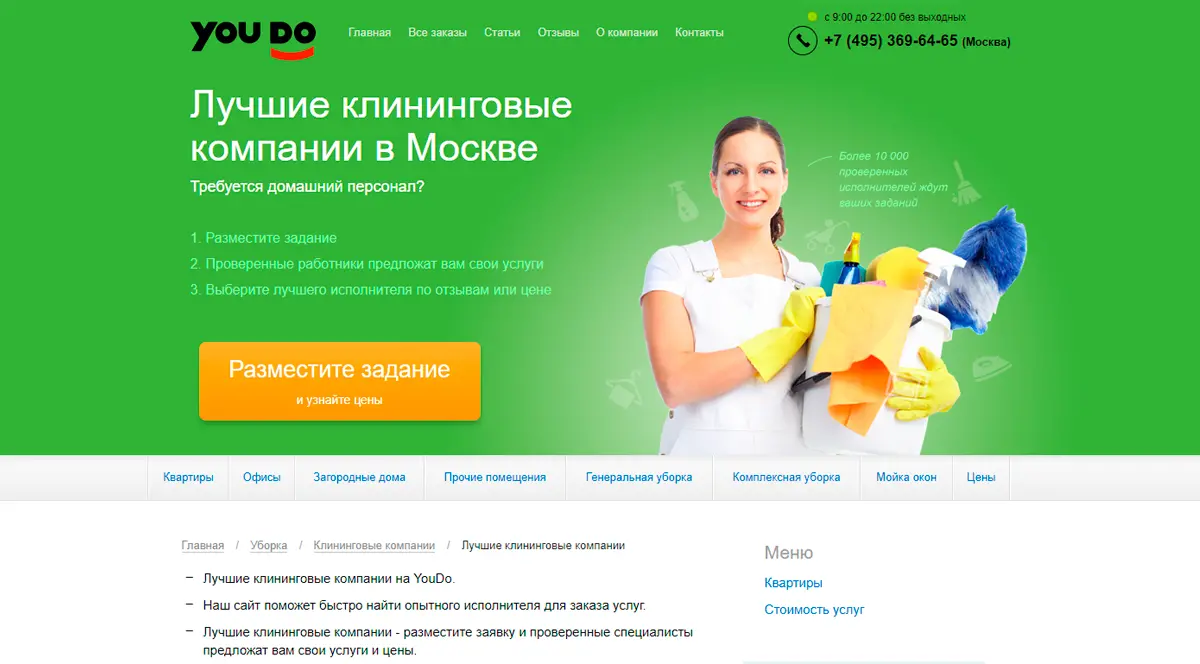 YOU DO
Главная Все заказы Статьи Отзывы О компании Контакты
с 9:00 до 22:00 без выходных
+7 (495) 369-64-65 (Москва)
Лучшие клининговые
компании в Москве
Требуется домашний персонал?
1. Разместите задание
2. Проверенные работники предложат вам свои услуги
3. Выберите лучшего исполнителя по отзывам или цене
Более 10 000
проверенных
исполнителей ждут
ваших заданий
Разместите задание
и узнайте цены
Квартиры Офисы Загородные дома Прочие помещения Генеральная уборка Комплексная уборка Мойка окон Цены
Главная / Уборка / Клининговые компании / Лучшие клининговые компании
– Лучшие клининговые компании на YouDo.
– Наш сайт поможет быстро найти опытного исполнителя для заказа услуг.
– Лучшие клининговые компании - разместите заявку и проверенные специалисты
предложат вам свои услуги и цены.
Меню
Квартиры
Стоимость услуг